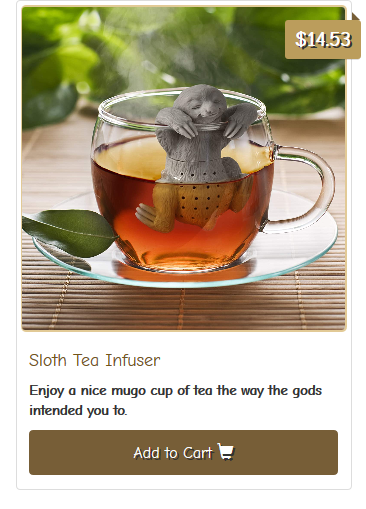 $14.53
Sloth Tea Infuser
Enjoy a nice mugo cup of tea the way the gods
intended you to.
Add to Cart